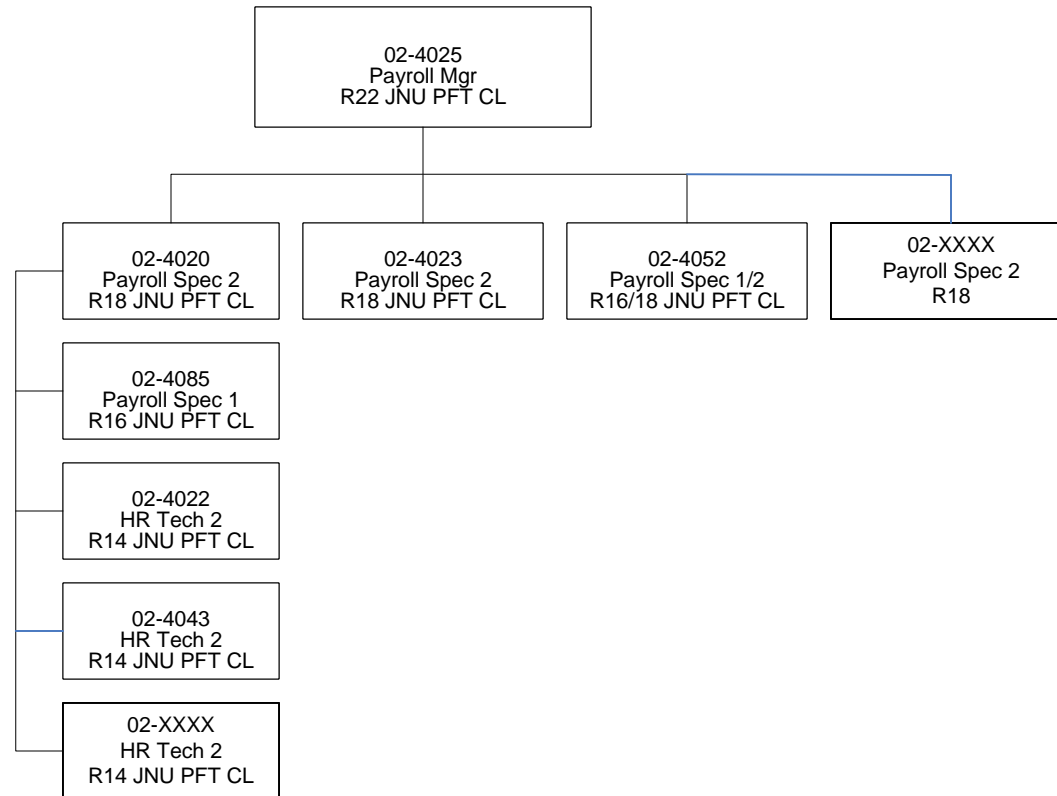 02-4025
Payroll Mgr
R22 JNU PFT CL
02-4020
Payroll Spec 2
R18 JNU PFT CL
02-4023
Payroll Spec 2
R18 JNU PFT CL
02-4052
Payroll Spec 1/2
R16/18 JNU PFT CL
02-XXXX
Payroll Spec 2
R18
02-4085
Payroll Spec 1
R16 JNU PFT CL
02-4022
HR Tech 2
R14 JNU PFT CL
02-4043
HR Tech 2
R14 JNU PFT CL
02-XXXX
HR Tech 2
R14 JNU PFT CL